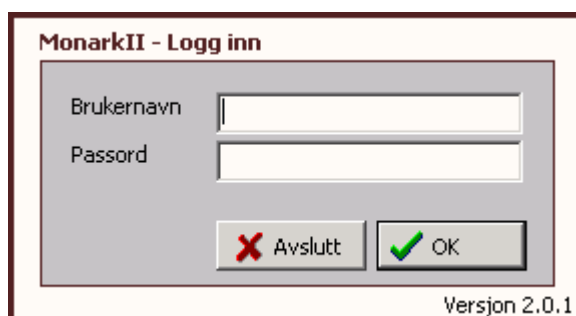 MonarkII - Logg inn
Brukernavn
Passord
Avslutt OK
Versjon 2.0.1